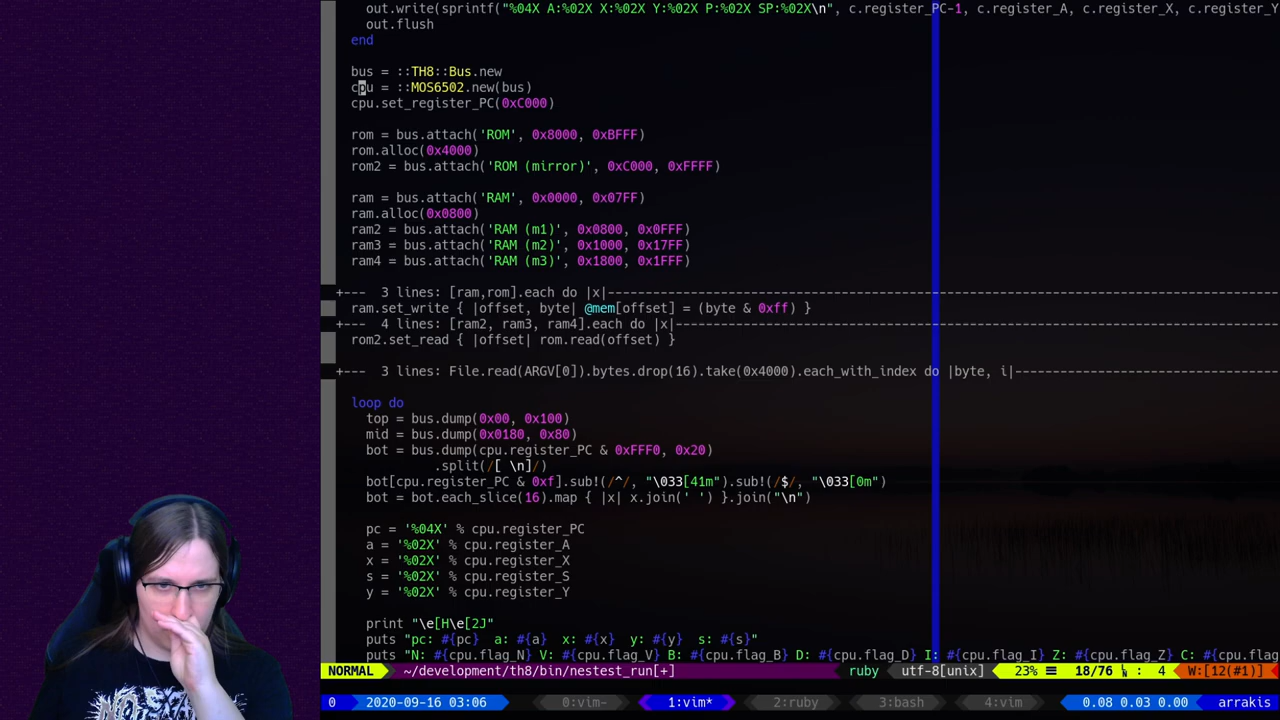 out.write(sprintf("%04X A:%02X X:%02X Y:%02X P:%02X SP:%02X\n", c.register_PC-1, c.register_A, c.register_X, c.register_Y
out.flush
end
bus = ::TH8::Bus.new
cpu = ::MOS6502.new(bus)
cpu.set_register_PC(0xC000)
rom = bus.attach('ROM', 0x8000, 0xBFFF)
rom.alloc(0x4000)
rom2 = bus.attach('ROM (mirror)', 0xC000, 0xFFFF)
ram = bus.attach('RAM', 0x0000, 0x07FF)
ram.alloc(0x0800)
ram2 = bus.attach('RAM (m1)', 0x0800, 0x0FFF)
ram3 = bus.attach('RAM (m2)', 0x1000, 0x17FF)
ram4 = bus.attach('RAM (m3)', 0x1800, 0x1FFF)
+--- 3 lines: [ram,rom].each do |x|---
ram.set_write { |offset, byte| @mem[offset] = (byte & 0xff) }
+--- 4 lines: [ram2, ram3, ram4].each do |x|---
rom2.set_read { |offset| rom.read(offset) }
+--- 3 lines: File.read(ARGV[0]).bytes.drop(16).take(0x4000).each_with_index do |byte, i|---
loop do
top = bus.dump(0x00, 0x100)
mid = bus.dump(0x0180, 0x80)
bot = bus.dump(cpu.register_PC & 0xFFF0, 0x20)
.split(/[ \n]/)
bot[cpu.register_PC & 0xf].sub!(/^/, "\033[41m").sub!(/$/, "\033[0m")
bot = bot.each_slice(16).map { |x| x.join(' ') }.join("\n")
pc = '%04X' % cpu.register_PC
a = '%02X' % cpu.register_A
x = '%02X' % cpu.register_X
s = '%02X' % cpu.register_S
y = '%02X' % cpu.register_Y
print "\e[H\e[2J"
puts "pc: #{pc}  a: #{a}  x: #{x}  y: #{y}  s: #{s}"
puts "N: #{cpu.flag_N} V: #{cpu.flag_V} B: #{cpu.flag_B} D: #{cpu.flag_D} I: #{cpu.flag_I} Z: #{cpu.flag_Z} C: #{cpu.flag
NORMAL ~/development/th8/bin/nestest_run[+] ruby utf-8[unix] 23% ≡ 18/76 ㏑ : 4 W:[12(#1)]
0 2020-09-16 03:06 0:vim- 1:vim* 2:ruby 3:bash 4:vim 0.08 0.03 0.00 arrakis